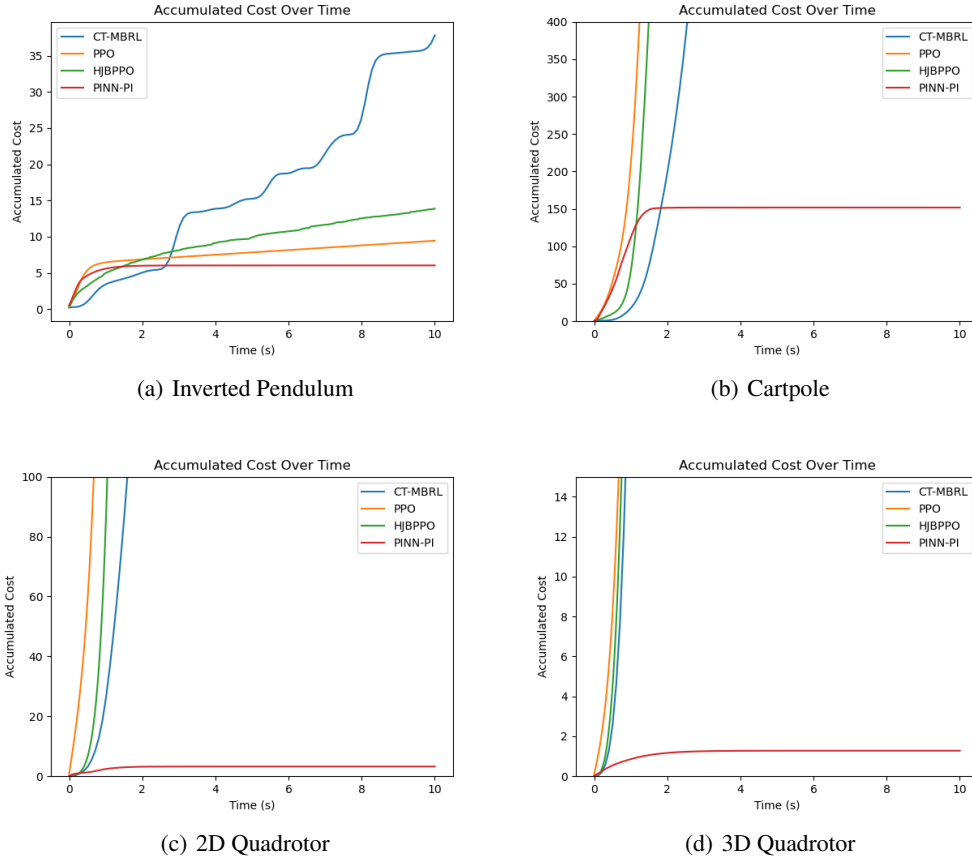 Accumulated Cost Over Time
CT-MBRL
PPO
HJBPPO
PINN-PI
Accumulated Cost
35
30
25
20
15
10
5
0
0 2 4 6 8 10
Time (s)
(a) Inverted Pendulum
Accumulated Cost Over Time
CT-MBRL
PPO
HJBPPO
PINN-PI
Accumulated Cost
400
350
300
250
200
150
100
50
0
0 2 4 6 8 10
Time (s)
(b) Cartpole
Accumulated Cost Over Time
CT-MBRL
PPO
HJBPPO
PINN-PI
Accumulated Cost
100
80
60
40
20
0
0 2 4 6 8 10
Time (s)
(c) 2D Quadrotor
Accumulated Cost Over Time
CT-MBRL
PPO
HJBPPO
PINN-PI
Accumulated Cost
14
12
10
8
6
4
2
0
0 2 4 6 8 10
Time (s)
(d) 3D Quadrotor